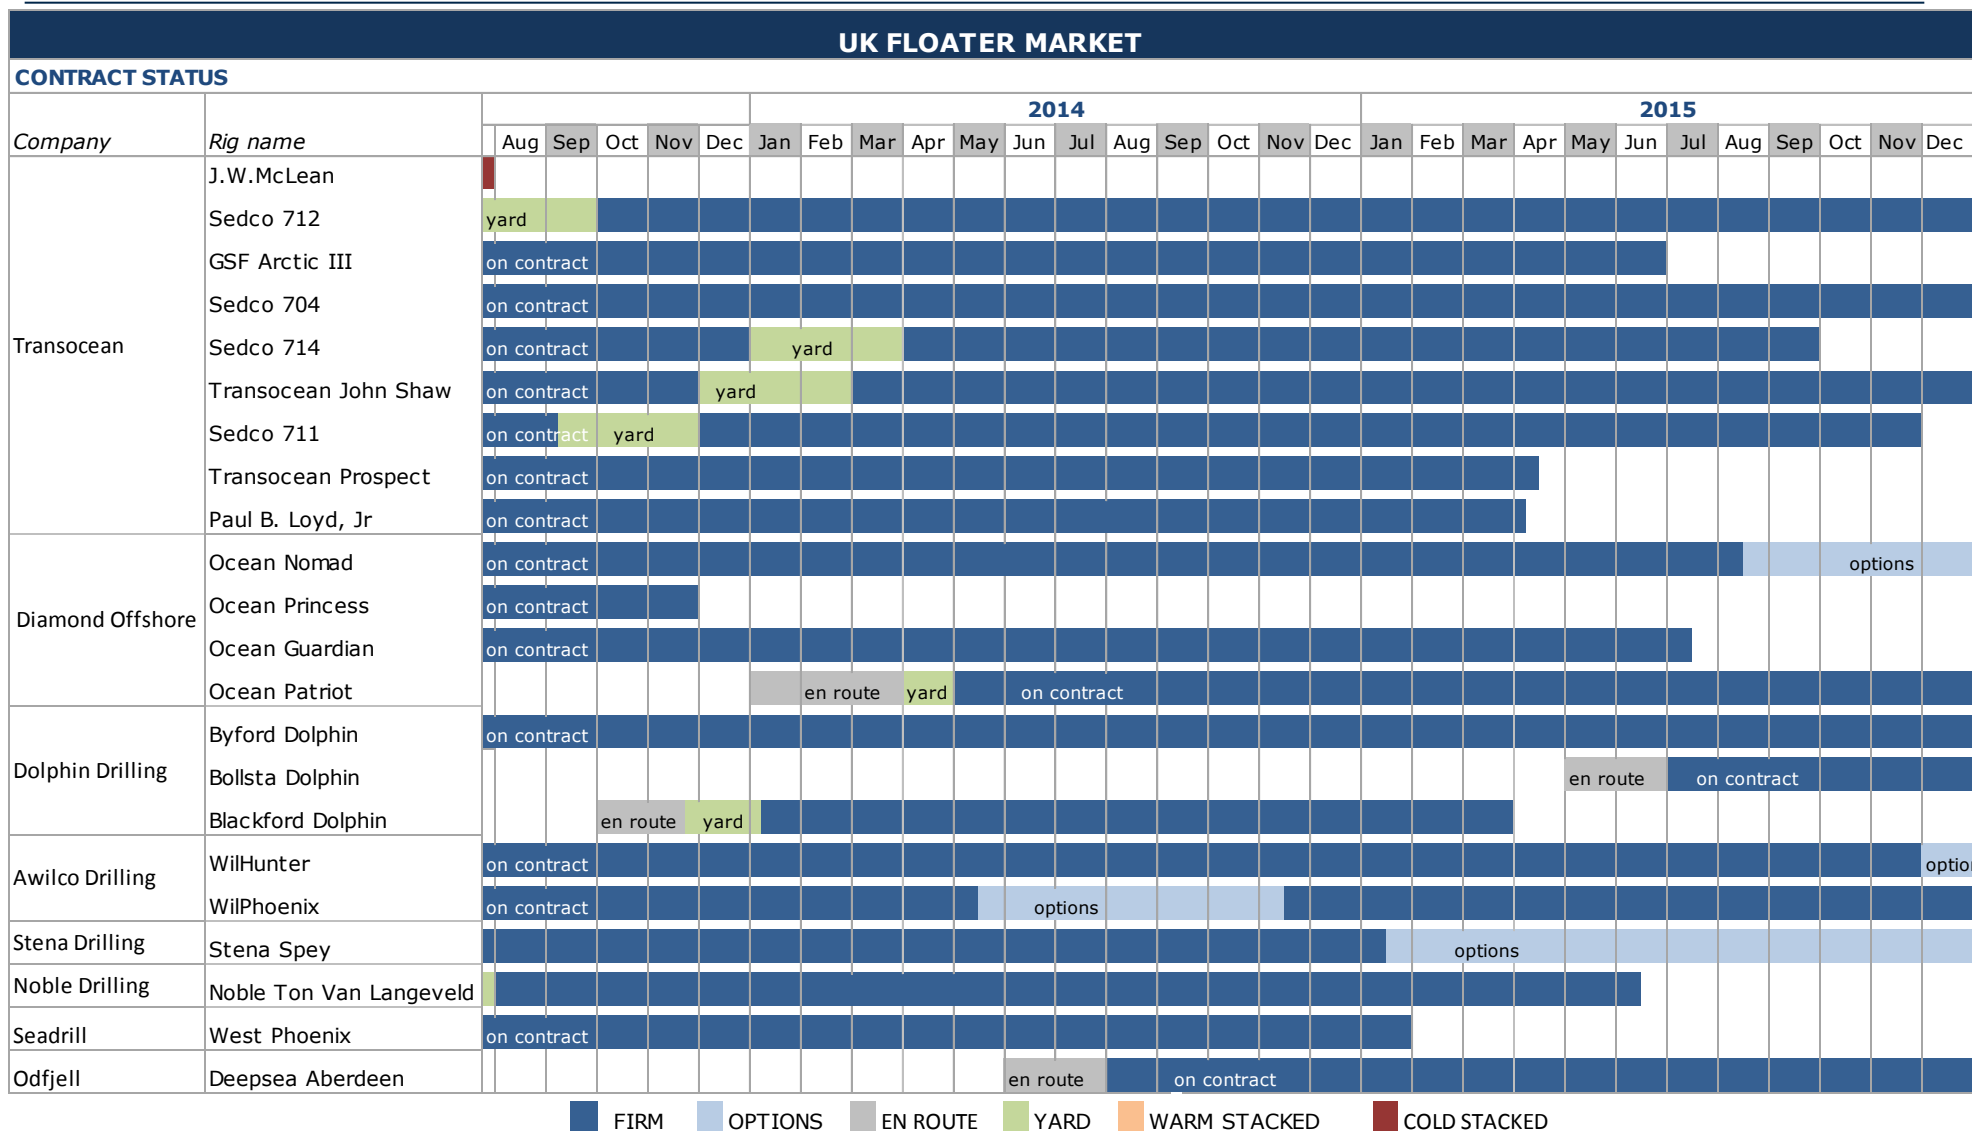 UK FLOATER MARKET
CONTRACT STATUS
2014 2015
Company Rig name Aug Sep Oct Nov Dec Jan Feb Mar Apr May Jun Jul Aug Sep Oct Nov Dec Jan Feb Mar Apr May Jun Jul Aug Sep Oct Nov Dec
J.W.McLean
Sedco 712 yard
GSF Arctic III on contract
Sedco 704 on contract
Transocean Sedco 714 on contract yard
Transocean John Shaw on contract yard
Sedco 711 on contract yard
Transocean Prospect on contract
Paul B. Loyd, Jr on contract
Ocean Nomad on contract options
Ocean Princess on contract
Diamond Offshore
Ocean Guardian on contract
Ocean Patriot en route yard on contract
Byford Dolphin on contract
Dolphin Drilling Bollsta Dolphin en route on contract
Blackford Dolphin en route yard
WilHunter on contract option
Awilco Drilling
WilPhoenix on contract options
Stena Drilling Stena Spey options
Noble Drilling Noble Ton Van Langeveld
Seadrill West Phoenix on contract
Odfjell Deepsea Aberdeen en route on contract
FIRM OPTIONS EN ROUTE YARD WARM STACKED COLD STACKED